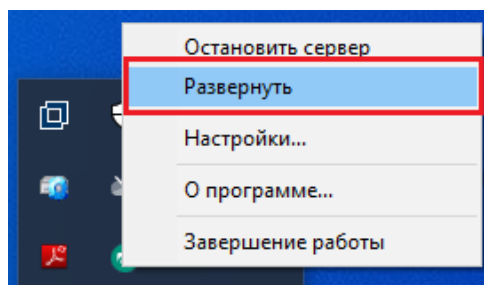 Остановить сервер
Развернуть
Настройки...
О программе...
Завершение работы